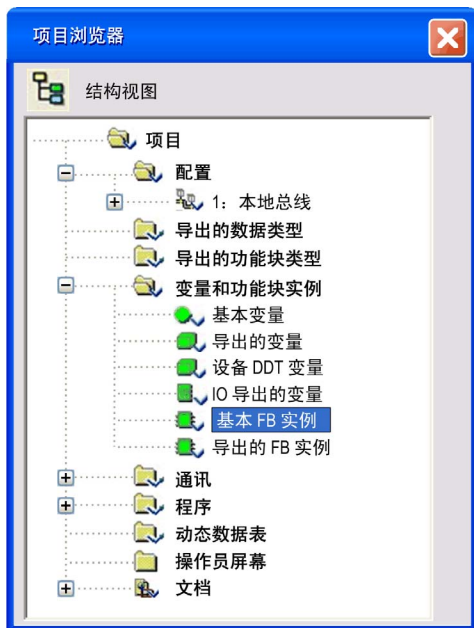 项目浏览器
结构视图
项目
配置
1：本地总线
导出的数据类型
导出的功能块类型
变量和功能块实例
基本变量
导出的变量
设备 DDT 变量
IO 导出的变量
基本 FB 实例
导出的 FB 实例
通讯
程序
动态数据表
操作员屏幕
文档